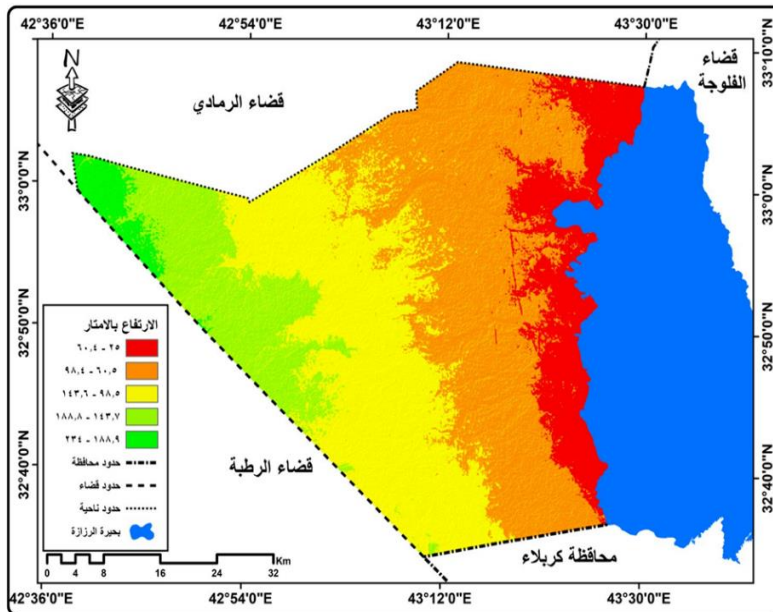 42°36'0"E 42°54'0"E 43°12'0"E 43°30'0"E
N
قضاء الرمادي
قضاء
الفلوجة
33°10'0"N
33°0'0"N
33°0'0"N
32°50'0"N
32°50'0"N
32°40'0"N
32°40'0"N
الارتفاع بالامتار
٢٥ - ٦٠,٤
٦٠,٥ - ٩٨,٤
٩٨,٥ - ١٤٣,٦
١٤٣,٧ - ١٨٨,٨
١٨٨,٩ - ٢٣٤
حدود محافظة
حدود قضاء
حدود ناحية
بحيرة الرزازة
قضاء الرطبة
محافظة كربلاء
0 4 8 16 24 32 Km
42°36'0"E 42°54'0"E 43°12'0"E 43°30'0"E